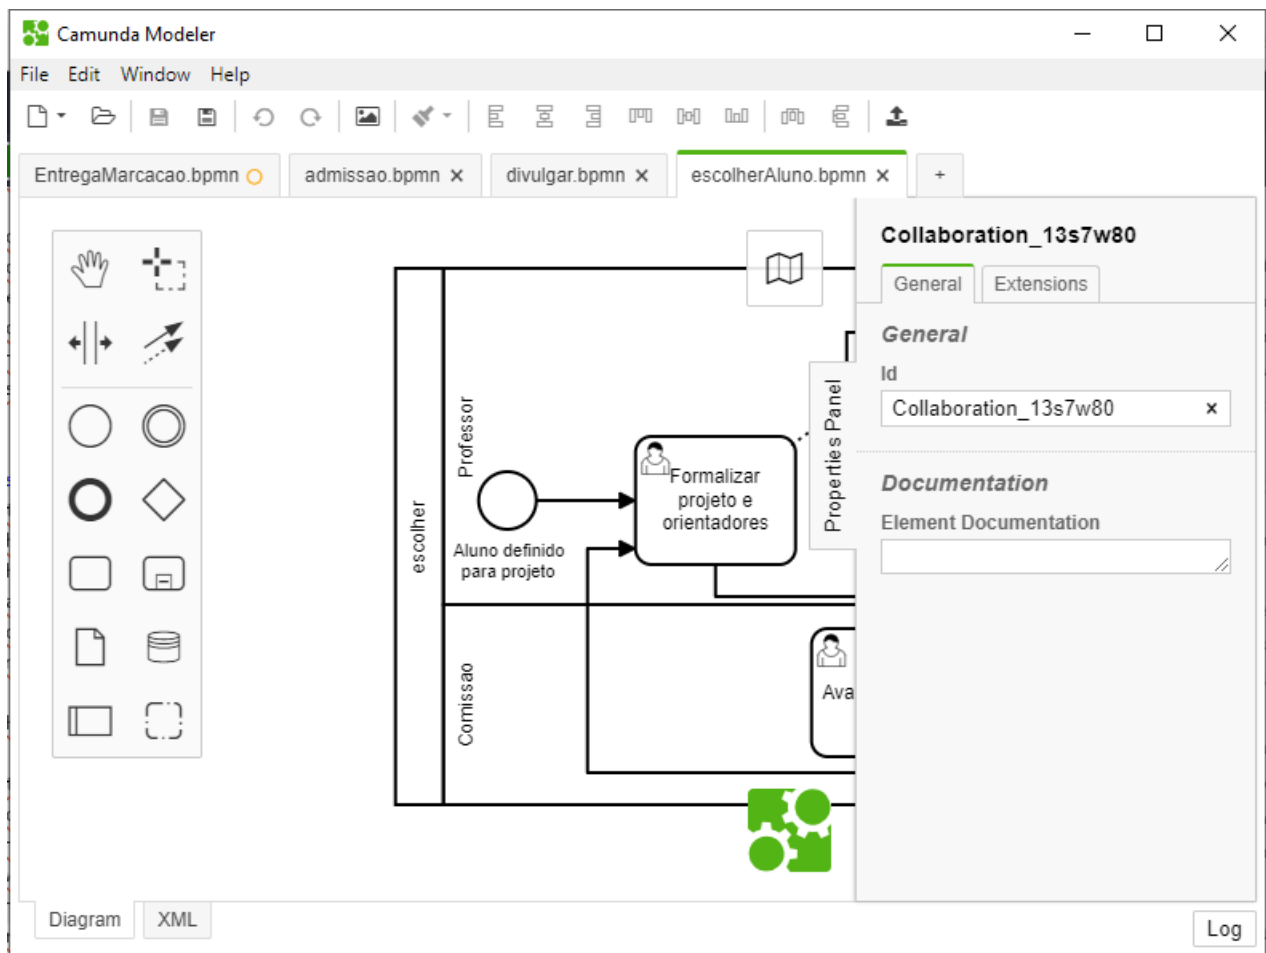 Camunda Modeler
File Edit Window Help
EntregaMarcacao.bpmn admissao.bpmn divulgar.bpmn escolherAluno.bpmn +
Collaboration_13s7w80
General Extensions
General
Id
Collaboration_13s7w80
Documentation
Element Documentation
Properties Panel
escolher
Professor
Aluno definido
para projeto
Formalizar
projeto e
orientadores
Comissao
Ava
Diagram XML
Log